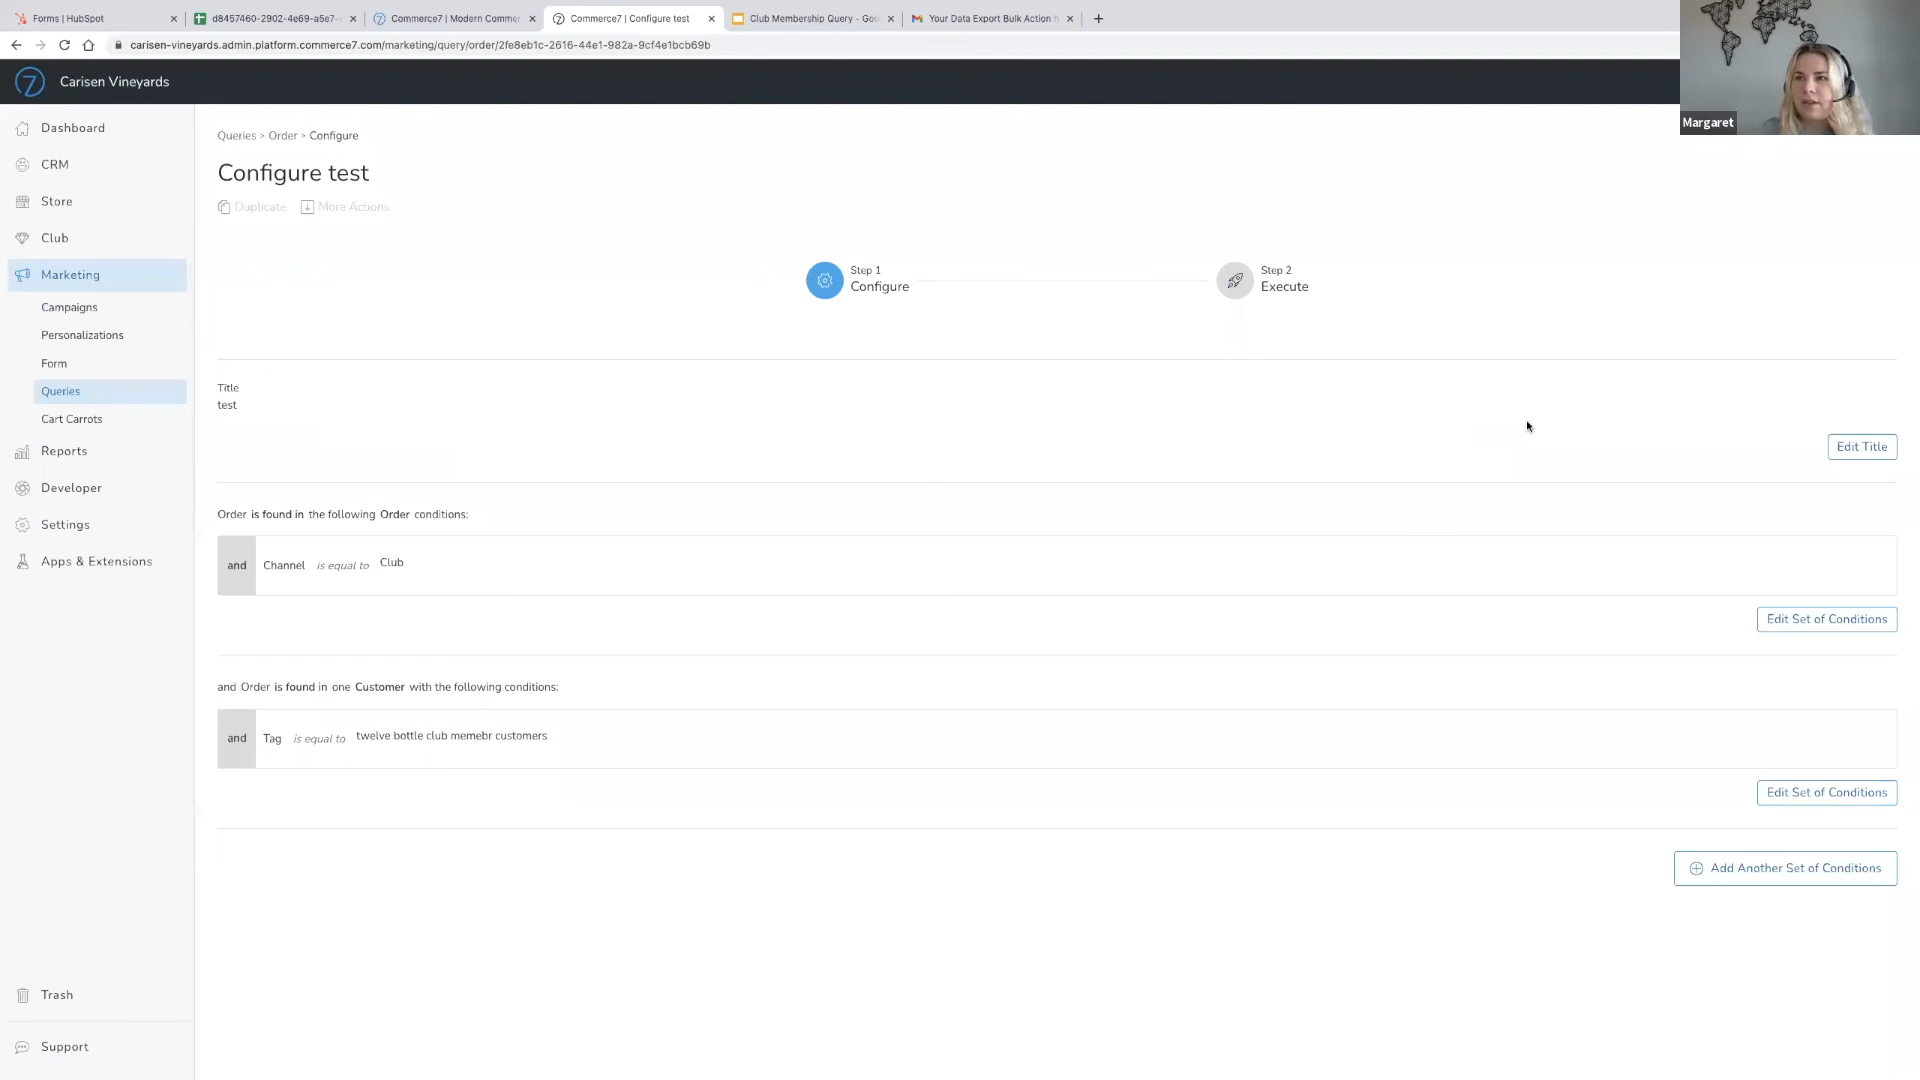 Forms | HubSpot
d8457460-2902-4e69-a5e7-
Commerce7 | Modern Commer
Commerce7 | Configure test
Club Membership Query – Goo
Your Data Export Bulk Action h
carisen-vineyards.admin.platform.commerce7.com/marketing/query/order/2fe8eb1c-2616-44e1-982a-9cf4e1bcb69b
Carisen Vineyards
Margaret
Dashboard
CRM
Store
Club
Marketing
Campaigns
Personalizations
Form
Queries
Cart Carrots
Reports
Developer
Settings
Apps & Extensions
Trash
Support
Queries > Order > Configure
Configure test
Duplicate
More Actions
Step 1
Configure
Step 2
Execute
Title
test
Edit Title
Order is found in the following Order conditions:
and Channel is equal to Club
Edit Set of Conditions
and Order is found in one Customer with the following conditions:
and Tag is equal to twelve bottle club memebr customers
Edit Set of Conditions
Add Another Set of Conditions